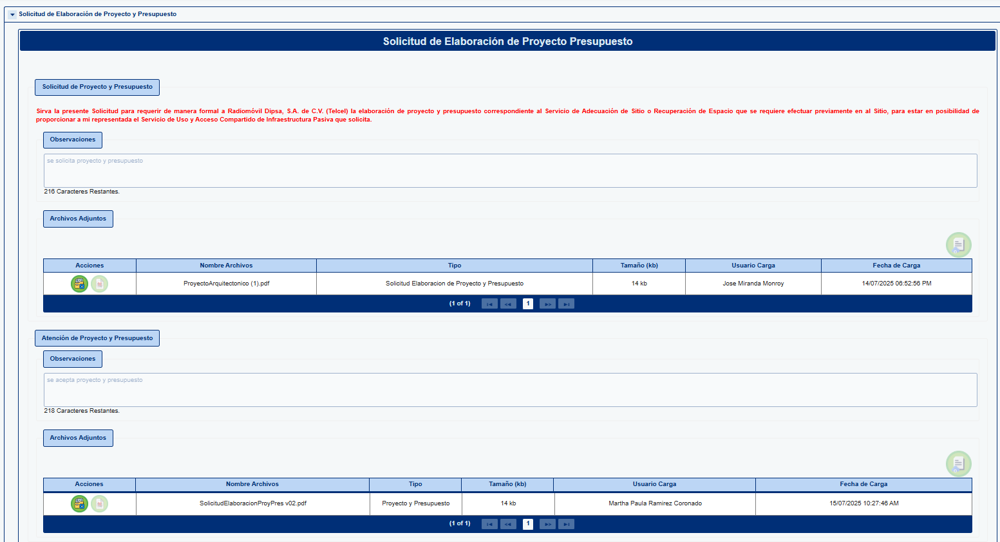 Solicitud de Elaboración de Proyecto y Presupuesto
Solicitud de Elaboración de Proyecto Presupuesto
Solicitud de Proyecto y Presupuesto
Sirva la presente Solicitud para requerir de manera formal a Radiomóvil Dipsa, S.A. de C.V. (Telcel) la elaboración de proyecto y presupuesto correspondiente al Servicio de Adecuación de Sitio o Recuperación de Espacio que se requiere efectuar previamente en al Sitio, para estar en posibilidad de
proporcionar a mi representada el Servicio de Uso y Acceso Compartido de Infraestructura Pasiva que solicita.
Observaciones
se solicita proyecto y presupuesto
216 Caracteres Restantes.
Archivos Adjuntos
Acciones Nombre Archivos Tipo Tamaño (kb) Usuario Carga Fecha de Carga
ProyectoArquitectonico (1).pdf Solicitud Elaboracion de Proyecto y Presupuesto 14 kb Jose Miranda Monroy 14/07/2025 06:52:56 PM
(1 of 1) 1
Atención de Proyecto y Presupuesto
Observaciones
se acepta proyecto y presupuesto
218 Caracteres Restantes.
Archivos Adjuntos
Acciones Nombre Archivos Tipo Tamaño (kb) Usuario Carga Fecha de Carga
SolicitudElaboracionProyPres v02.pdf Proyecto y Presupuesto 14 kb Martha Paula Ramirez Coronado 15/07/2025 10:27:46 AM
(1 of 1) 1